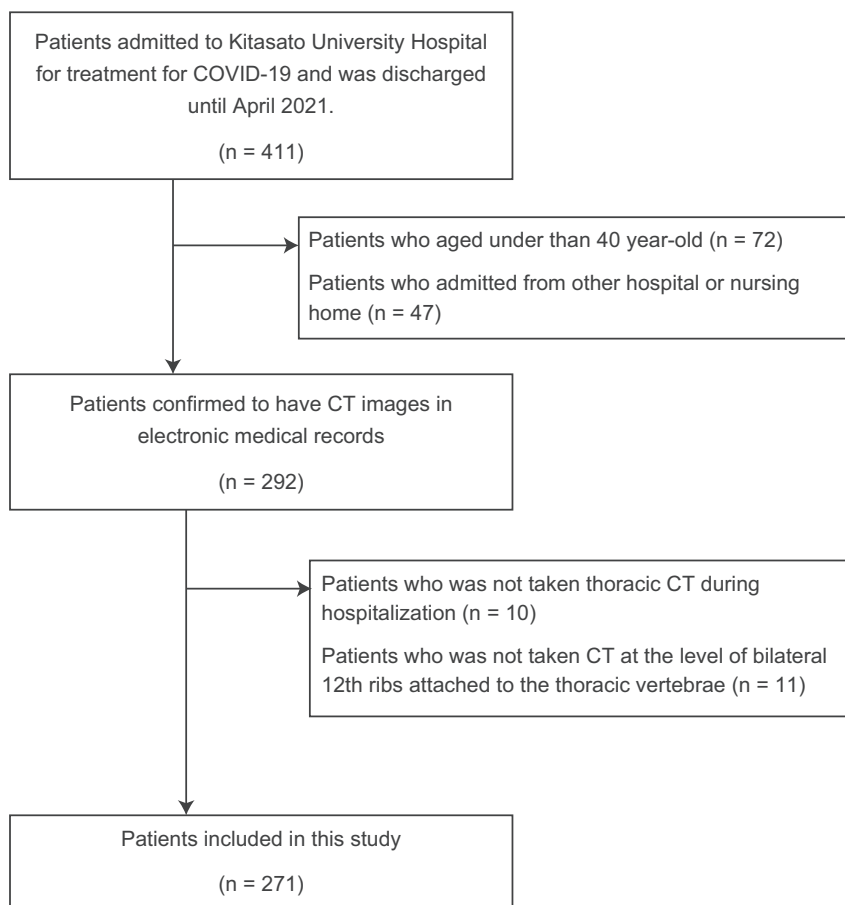 Patients admitted to Kitasato University Hospital
for treatment for COVID-19 and was discharged
until April 2021.
(n = 411)
Patients who aged under than 40 year-old (n = 72)
Patients who admitted from other hospital or nursing
home (n = 47)
Patients confirmed to have CT images in
electronic medical records
(n = 292)
Patients who was not taken thoracic CT during
hospitalization (n = 10)
Patients who was not taken CT at the level of bilateral
12th ribs attached to the thoracic vertebrae (n = 11)
Patients included in this study
(n = 271)